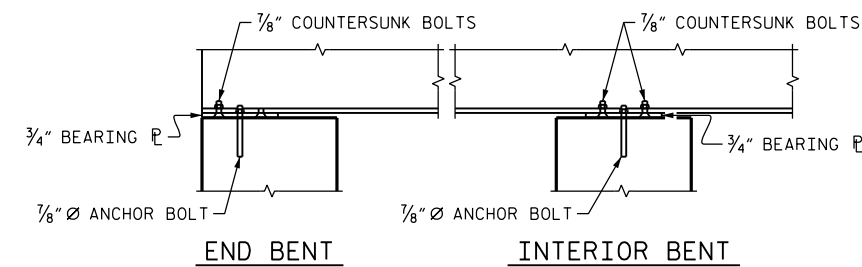 ⅞" COUNTERSUNK BOLTS
⅞" COUNTERSUNK BOLTS
¾" BEARING ⅊
¾" BEARING ⅊
⅞" Ø ANCHOR BOLT
⅞" Ø ANCHOR BOLT
END BENT
INTERIOR BENT